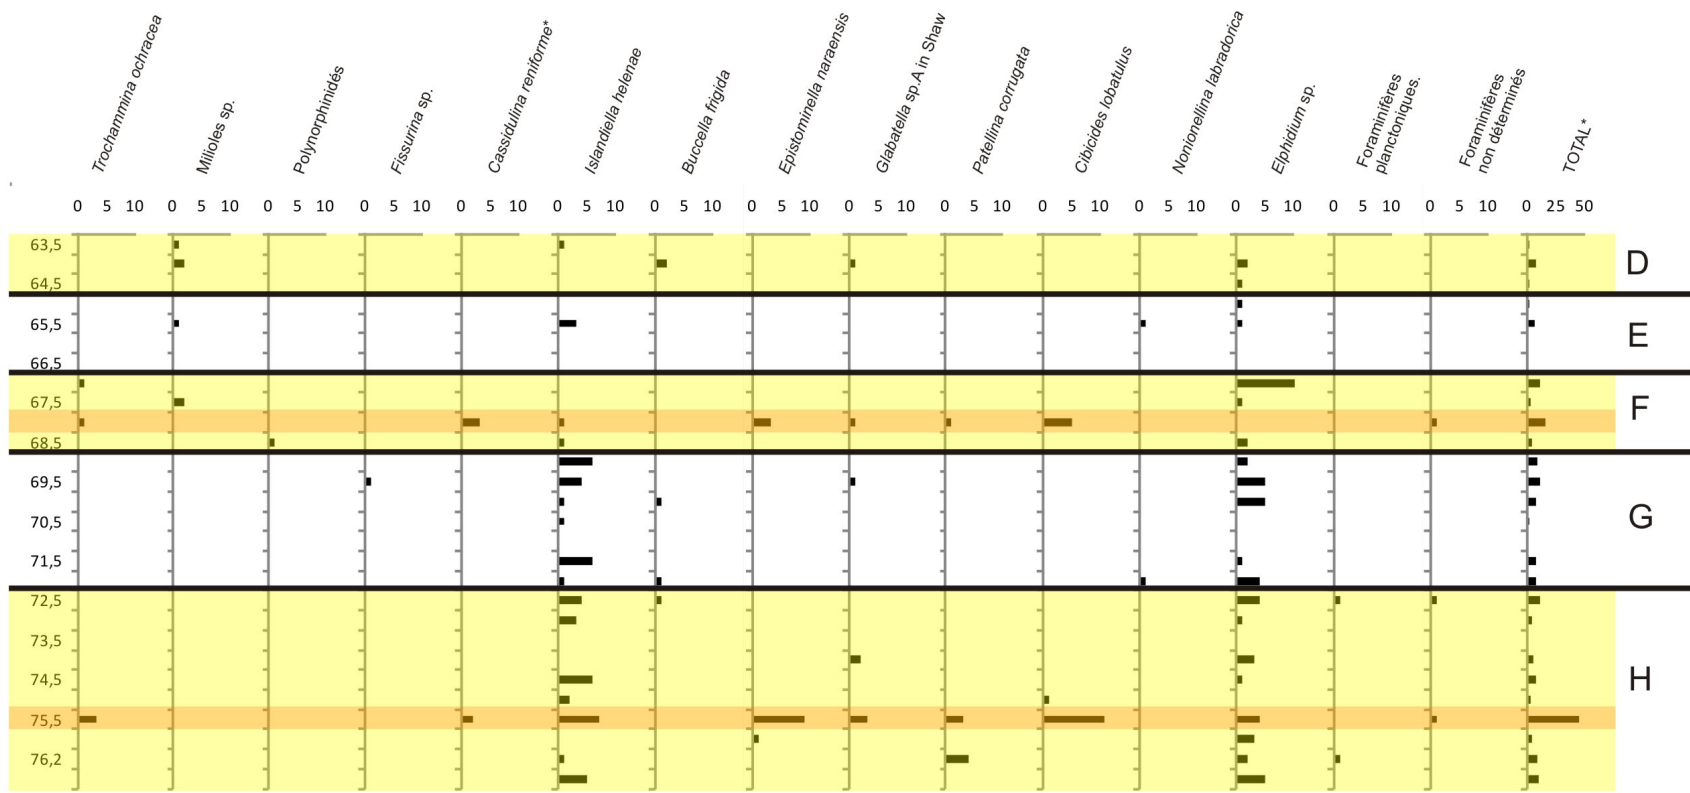 Trochammina ochracea
Milioles sp.
Polynorphinidés
Fissurina sp.
Cassidulina reniforme*
Islandiella helenae
Buccella frigida
Epistominella naraensis
Glabatella sp.A in Shaw
Patellina corrugata
Cibicides lobatulus
Nonionellina labradorica
Elphidium sp.
Foraminifères
planctoniques.
Foraminifères
non déterminés
TOTAL*
0 5 10 0 5 10 0 5 10 0 5 10 0 5 10 0 5 10 0 5 10 0 5 10 0 5 10 0 5 10 0 5 10 0 5 10 0 5 10 0 5 10 0 5 10 0 25 50
63,5
D
64,5
65,5
E
66,5
67,5
F
68,5
69,5
G
70,5
71,5
72,5
73,5
H
74,5
75,5
76,2